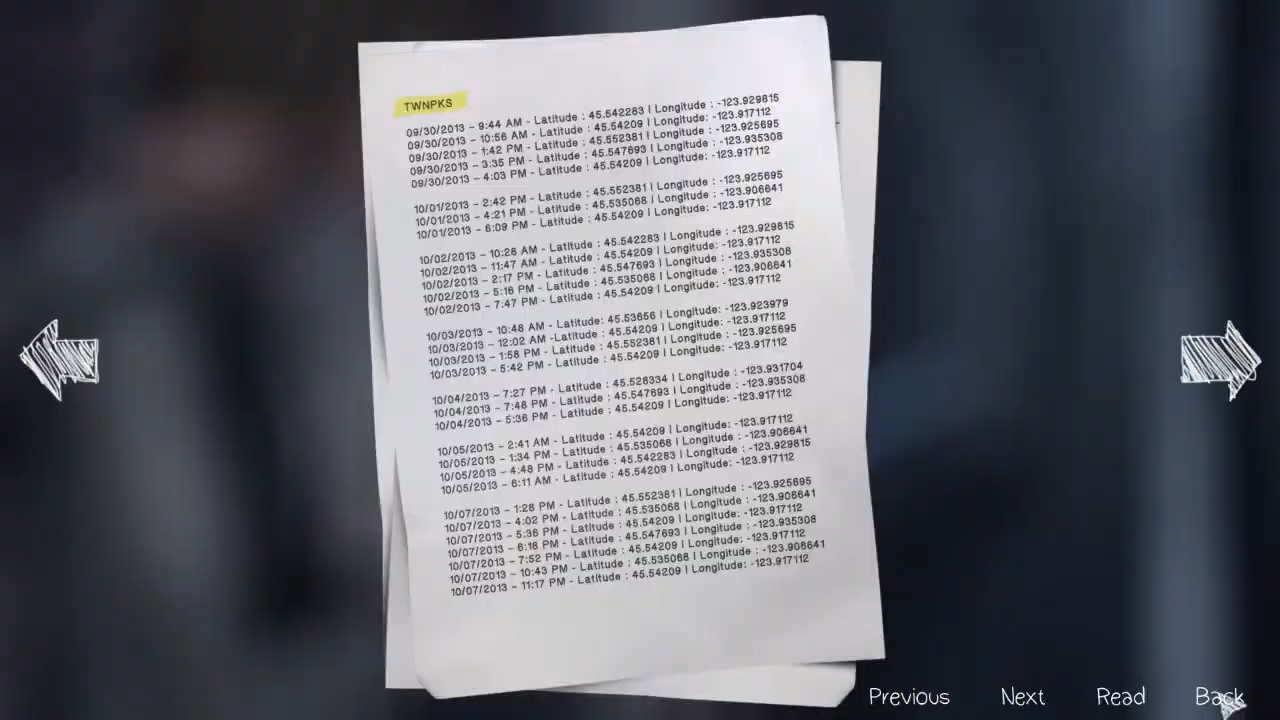 TWNPKS
09/30/2013 - 9:44 AM - Latitude : 45.542283 | Longitude : -123.929815
09/30/2013 - 10:56 AM - Latitude : 45.54209 | Longitude: -123.917112
09/30/2013 - 1:42 PM - Latitude : 45.552381 | Longitude : -123.925695
09/30/2013 - 3:35 PM - Latitude : 45.547693 | Longitude : -123.935308
09/30/2013 - 4:03 PM - Latitude : 45.54209 | Longitude: -123.917112
10/01/2013 - 2:42 PM - Latitude : 45.552381 | Longitude : -123.925695
10/01/2013 - 4:21 PM - Latitude : 45.535068 | Longitude : -123.906641
10/01/2013 - 6:09 PM - Latitude : 45.54209 | Longitude: -123.917112
10/02/2013 - 10:28 AM - Latitude : 45.542283 | Longitude : -123.929815
10/02/2013 - 11:47 AM - Latitude : 45.54209 | Longitude: -123.917112
10/02/2013 - 2:17 PM - Latitude : 45.547693 | Longitude : -123.935308
10/02/2013 - 5:16 PM - Latitude : 45.535068 | Longitude : -123.906641
10/02/2013 - 7:47 PM - Latitude : 45.54209 | Longitude: -123.917112
10/03/2013 - 10:48 AM - Latitude: 45.53656 | Longitude: -123.923979
10/03/2013 - 12:02 AM -Latitude : 45.54209 | Longitude: -123.917112
10/03/2013 - 1:58 PM - Latitude : 45.552381 | Longitude : -123.925695
10/03/2013 - 5:42 PM - Latitude : 45.54209 | Longitude: -123.917112
10/04/2013 - 7:27 PM - Latitude : 45.528334 | Longitude : -123.931704
10/04/2013 - 7:46 PM - Latitude : 45.547693 | Longitude : -123.935308
10/04/2013 - 5:36 PM - Latitude : 45.54209 | Longitude: -123.917112
10/05/2013 - 2:41 AM - Latitude : 45.54209 | Longitude: -123.917112
10/05/2013 - 1:34 PM - Latitude : 45.535068 | Longitude : -123.906641
10/05/2013 - 4:48 PM - Latitude : 45.542283 | Longitude : -123.929815
10/05/2013 - 6:11 AM - Latitude : 45.54209 | Longitude: -123.917112
10/07/2013 - 1:28 PM - Latitude : 45.552381 | Longitude : -123.925695
10/07/2013 - 4:02 PM - Latitude : 45.535068 | Longitude : -123.906641
10/07/2013 - 5:36 PM - Latitude : 45.54209 | Longitude: -123.917112
10/07/2013 - 6:18 PM - Latitude : 45.547693 | Longitude : -123.935308
10/07/2013 - 7:52 PM - Latitude : 45.54209 | Longitude: -123.917112
10/07/2013 - 10:43 PM - Latitude : 45.535068 | Longitude : -123.906641
10/07/2013 - 11:17 PM - Latitude : 45.54209 | Longitude: -123.917112
Previous Next Read Back